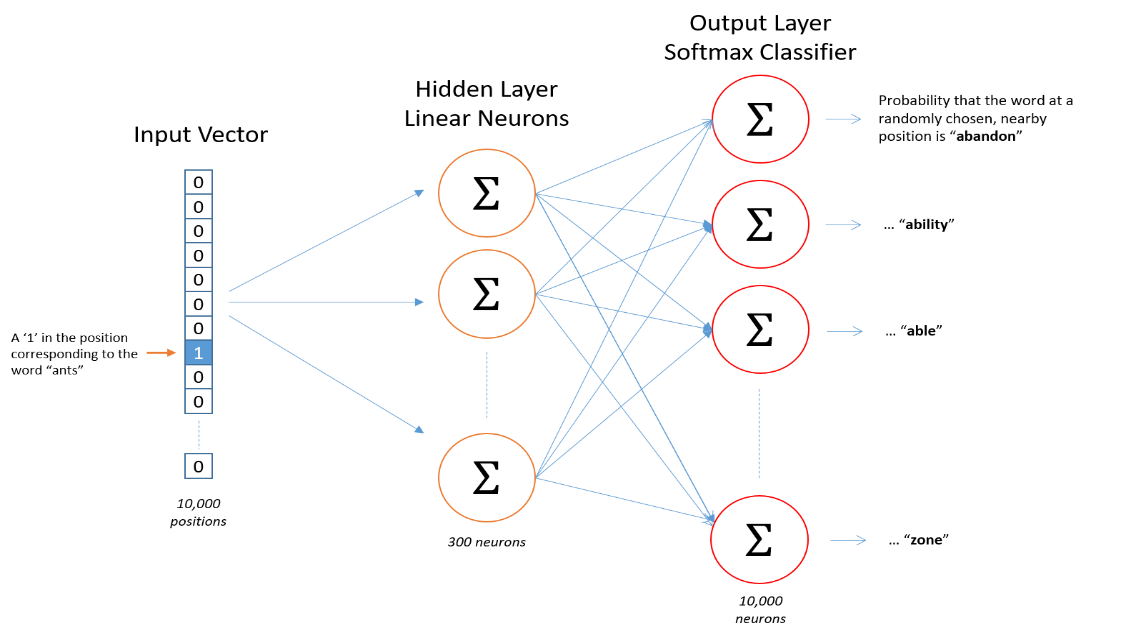 Output Layer
Softmax Classifier
Hidden Layer
Linear Neurons
Input Vector
0
0
0
0
0
0
0
1
0
0
0
A ‘1’ in the position
corresponding to the
word “ants”
10,000
positions
Σ
Σ
Σ
300 neurons
Σ
Σ
Σ
Σ
10,000
neurons
Probability that the word at a
randomly chosen, nearby
position is “abandon”
... “ability”
... “able”
... “zone”